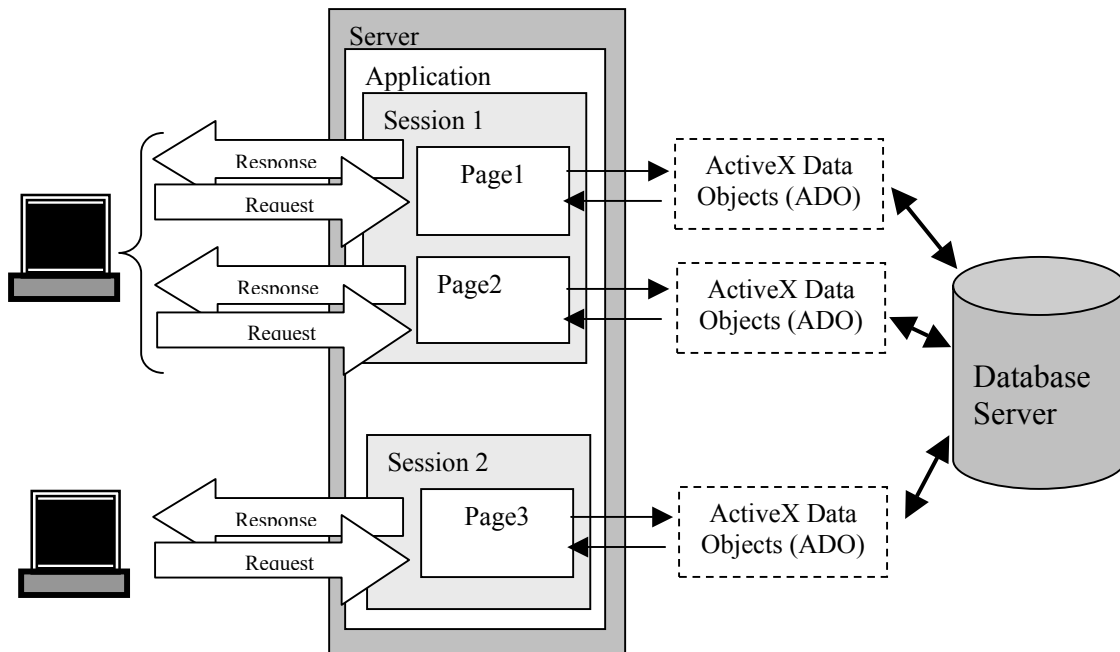 Server
Application
Session 1
Response
Request
Page1
ActiveX Data
Objects (ADO)
Response
Request
Page2
ActiveX Data
Objects (ADO)
Database
Server
Session 2
Response
Request
Page3
ActiveX Data
Objects (ADO)